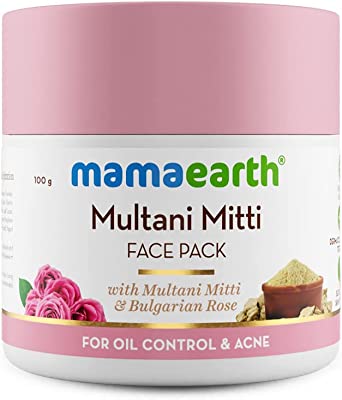 100 g
mamaearth®
Multani Mitti
FACE PACK
with Multani Mitti
& Bulgarian Rose
FOR OIL CONTROL & ACNE